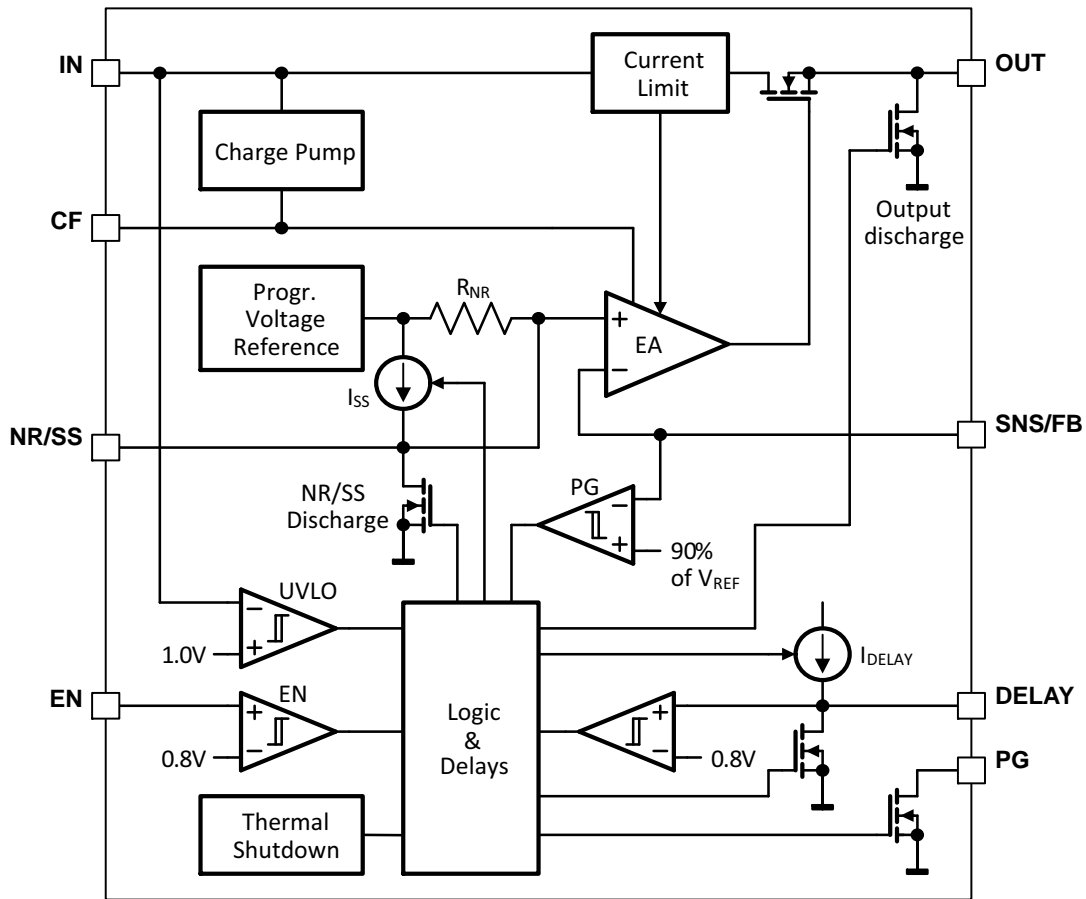 IN
Current
Limit
OUT
Charge Pump
CF
Output
discharge
Progr.
Voltage
Reference
RNR
+
EA
−
ISS
NR/SS
SNS/FB
NR/SS
Discharge
PG
−
+
90%
of VREF
UVLO
−
+
1.0V
IDELAY
EN
EN
+
−
0.8V
Logic
&
Delays
+
−
0.8V
DELAY
PG
Thermal
Shutdown